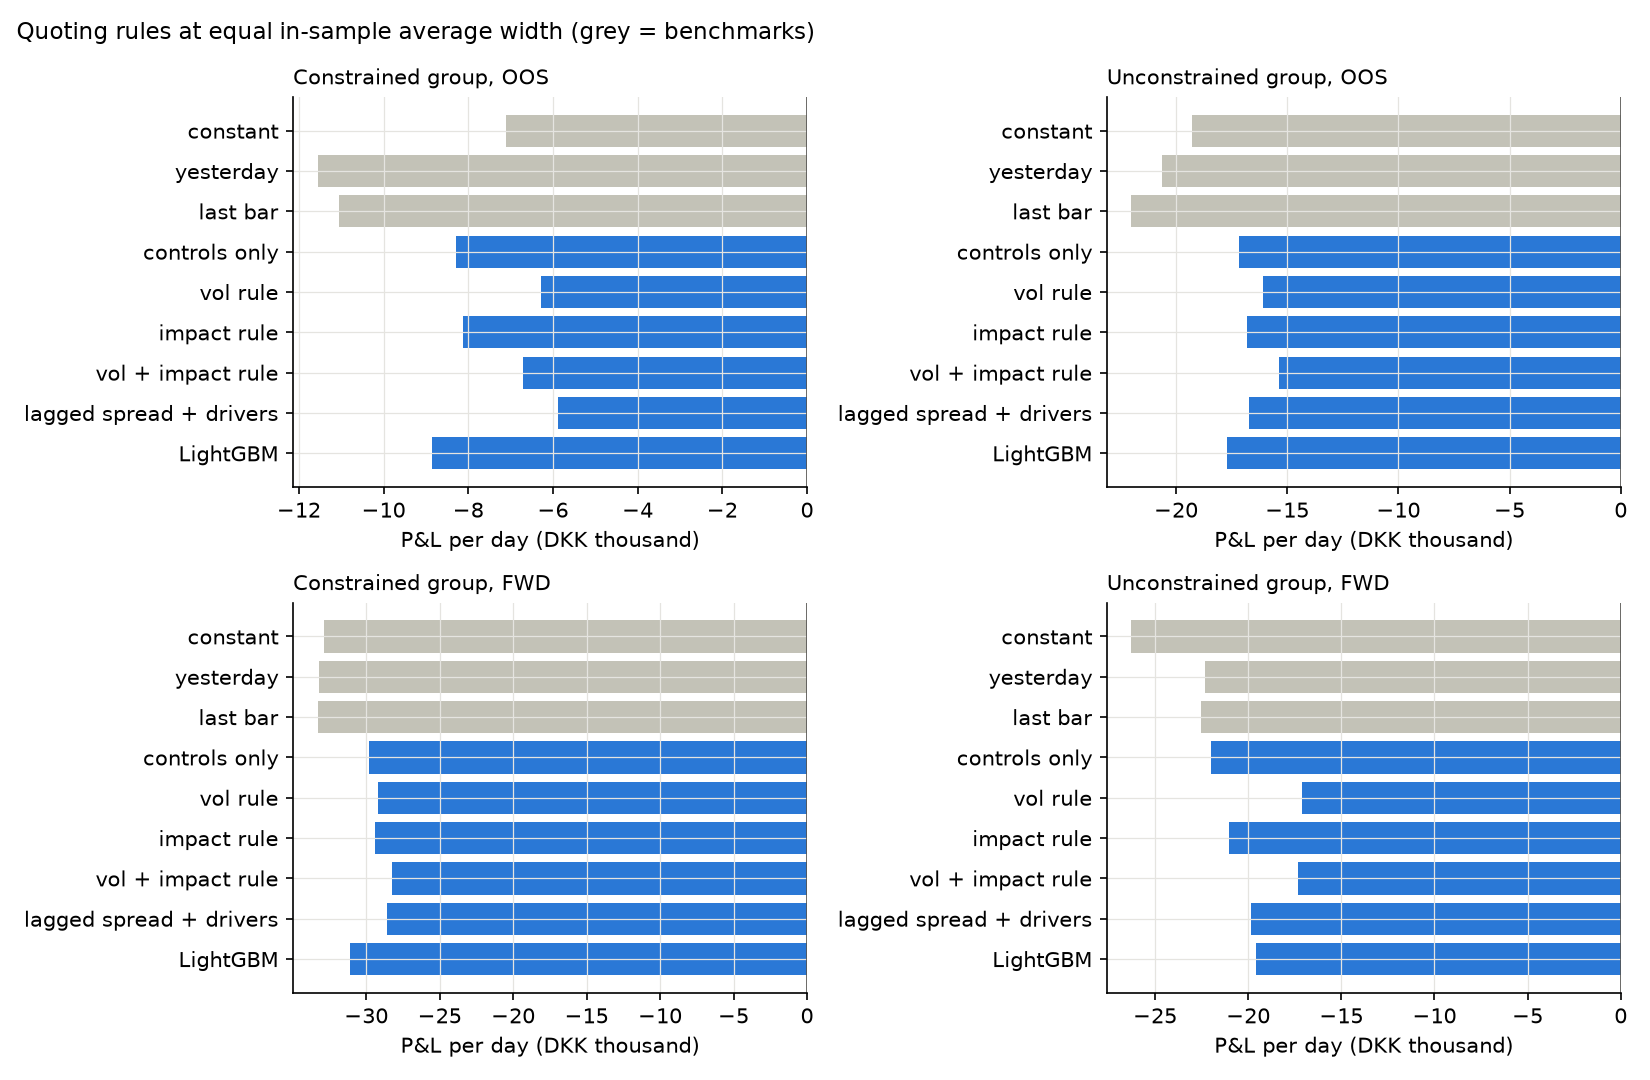 Quoting rules at equal in-sample average width (grey = benchmarks)
Constrained group, OOS
constant
yesterday
last bar
controls only
vol rule
impact rule
vol + impact rule
lagged spread + drivers
LightGBM
−12 −10 −8 −6 −4 −2 0
P&L per day (DKK thousand)
Unconstrained group, OOS
constant
yesterday
last bar
controls only
vol rule
impact rule
vol + impact rule
lagged spread + drivers
LightGBM
−20 −15 −10 −5 0
P&L per day (DKK thousand)
Constrained group, FWD
constant
yesterday
last bar
controls only
vol rule
impact rule
vol + impact rule
lagged spread + drivers
LightGBM
−30 −25 −20 −15 −10 −5 0
P&L per day (DKK thousand)
Unconstrained group, FWD
constant
yesterday
last bar
controls only
vol rule
impact rule
vol + impact rule
lagged spread + drivers
LightGBM
−25 −20 −15 −10 −5 0
P&L per day (DKK thousand)